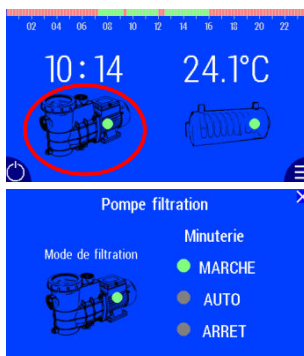 02 04 06 08 10 12 14 16 18 20 22
10:14 24.1°C
Pompe filtration
Mode de filtration
Minuterie
MARCHE
AUTO
ARRET